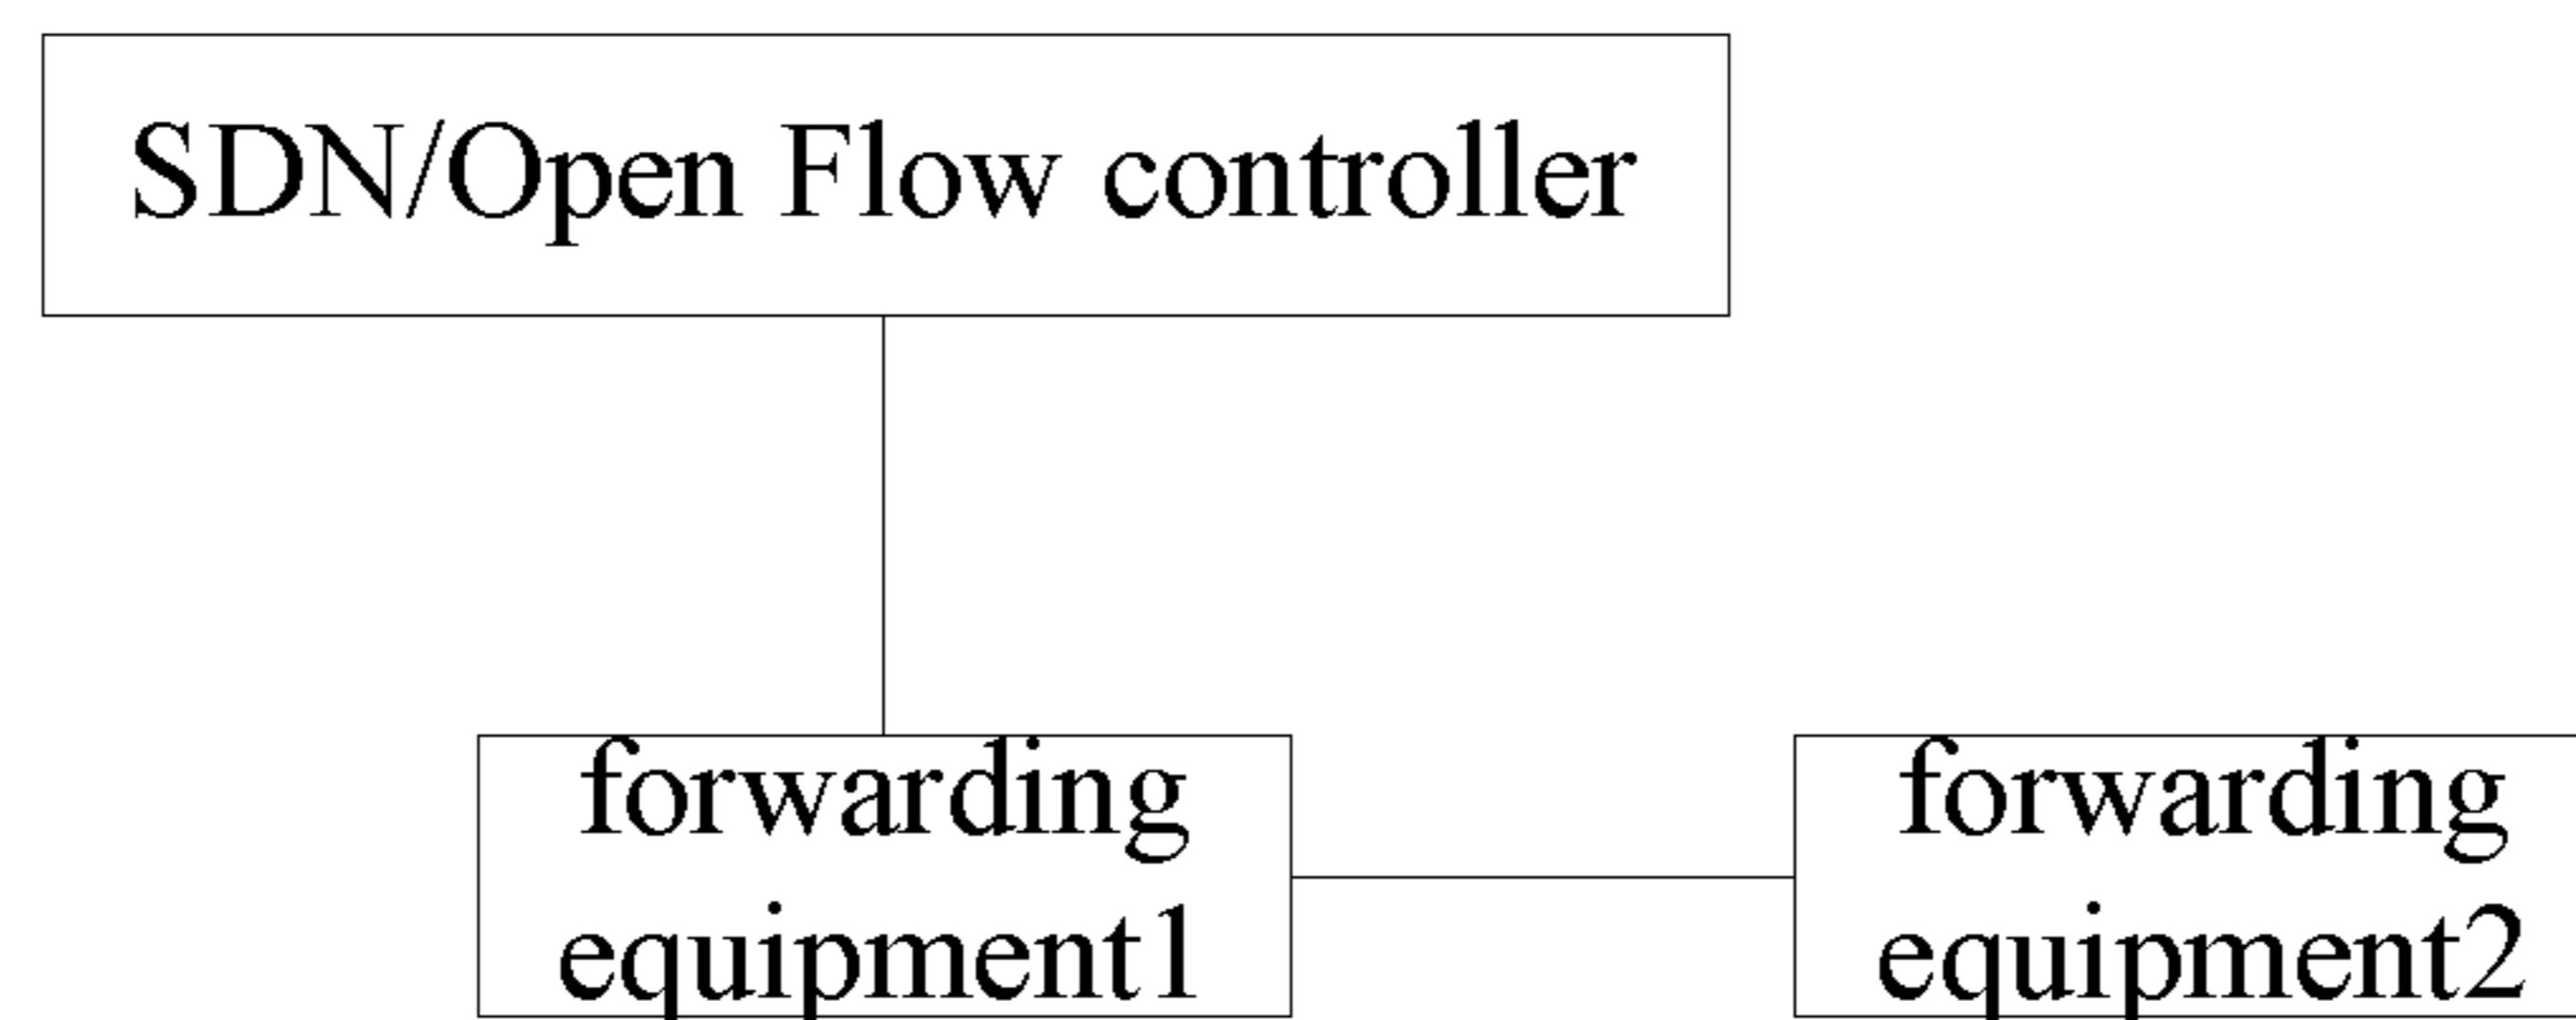 SDN/Open Flow controller
forwarding
equipment1
forwarding
equipment2